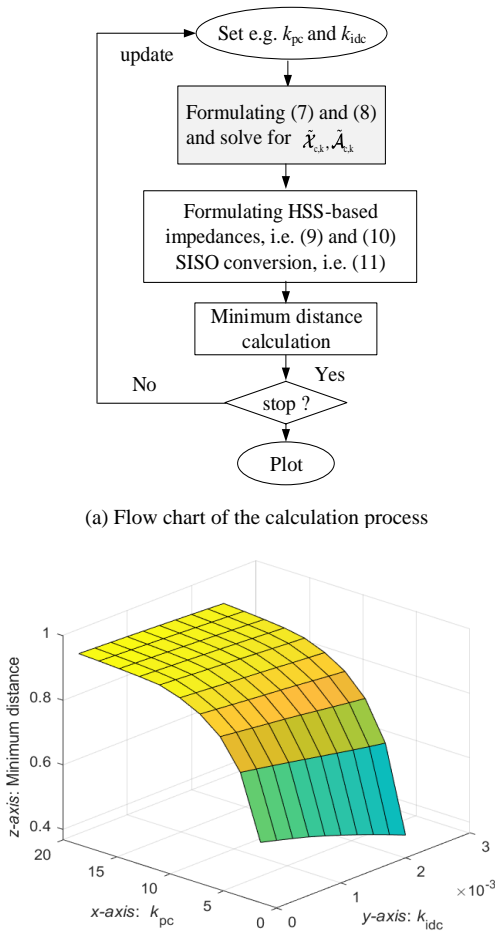 Set e.g. k_pc and k_idc
update
Formulating (7) and (8)
and solve for 𝒳̃_c,k, 𝒜̃_c,k
Formulating HSS-based
impedances, i.e. (9) and (10)
SISO conversion, i.e. (11)
Minimum distance
calculation
Yes
No
stop ?
Plot
(a) Flow chart of the calculation process
1
0.8
0.6
0.4
z-axis: Minimum distance
20
15
10
5
0
x-axis: k_pc
0
1
2
3
×10⁻³
y-axis: k_idc